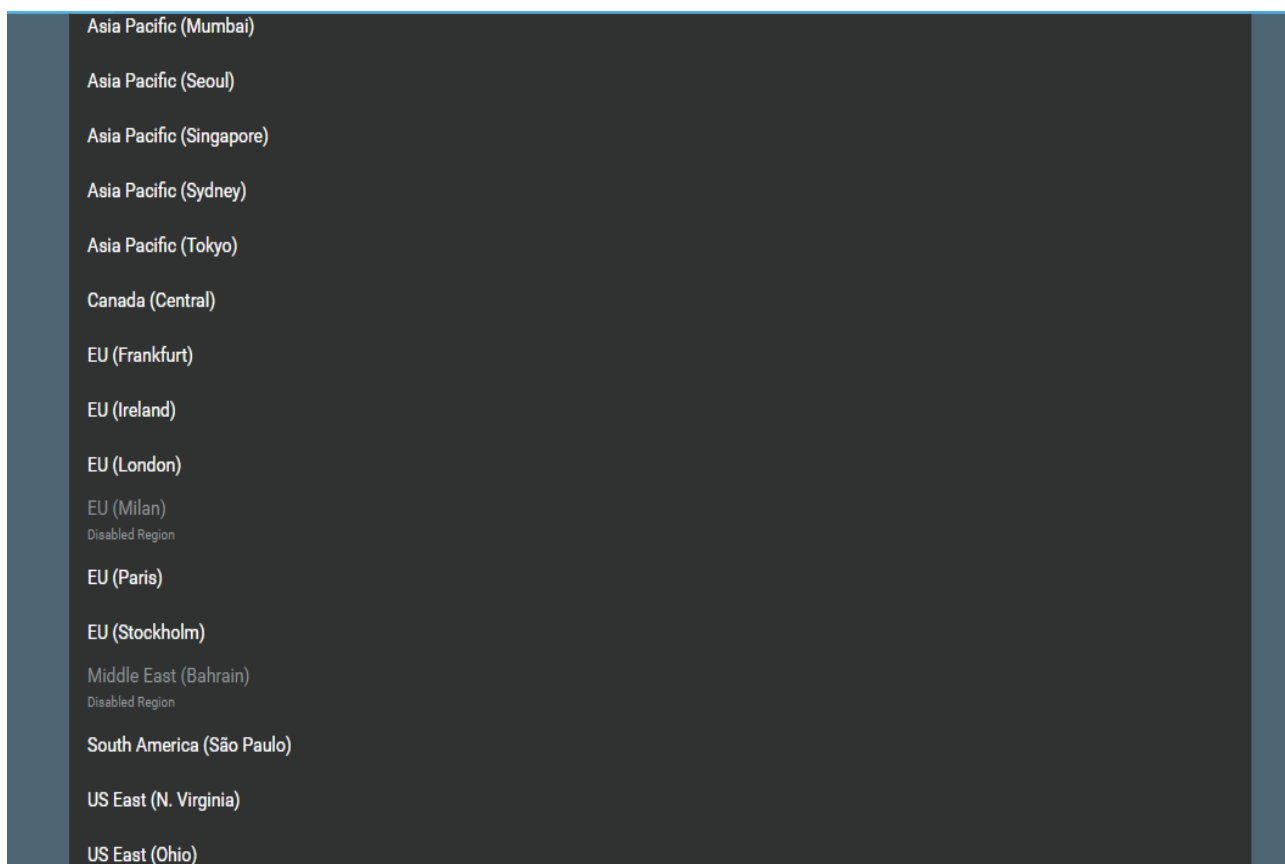 Asia Pacific (Mumbai)
Asia Pacific (Seoul)
Asia Pacific (Singapore)
Asia Pacific (Sydney)
Asia Pacific (Tokyo)
Canada (Central)
EU (Frankfurt)
EU (Ireland)
EU (London)
EU (Milan)
Disabled Region
EU (Paris)
EU (Stockholm)
Middle East (Bahrain)
Disabled Region
South America (São Paulo)
US East (N. Virginia)
US East (Ohio)